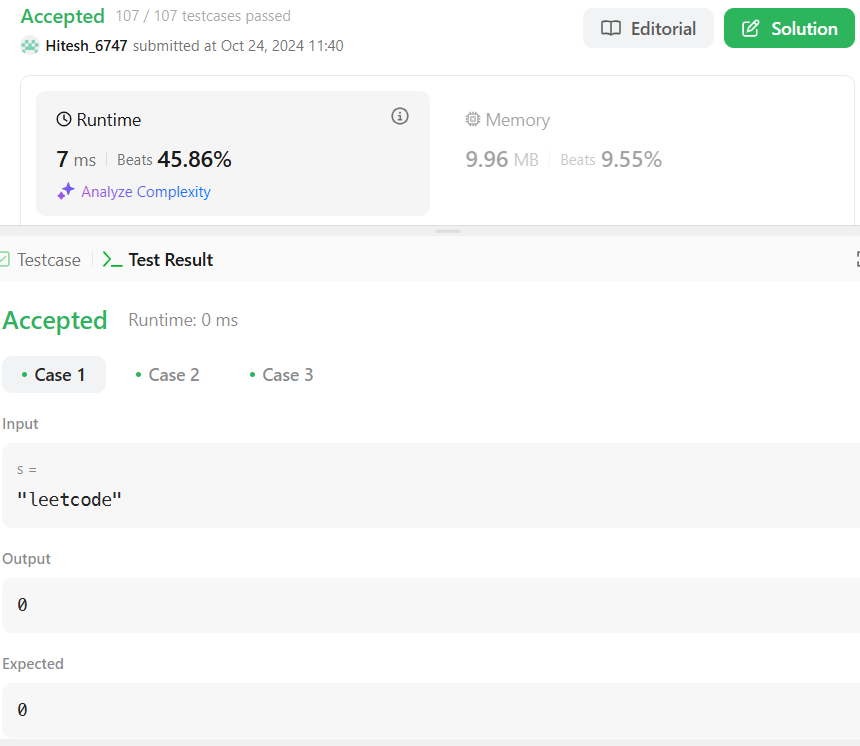 Accepted 107 / 107 testcases passed
Editorial
Solution
Hitesh_6747 submitted at Oct 24, 2024 11:40
Runtime
Memory
7 ms Beats 45.86%
9.96 MB Beats 9.55%
Analyze Complexity
Testcase
Test Result
Accepted Runtime: 0 ms
Case 1 Case 2 Case 3
Input
s =
"leetcode"
Output
0
Expected
0